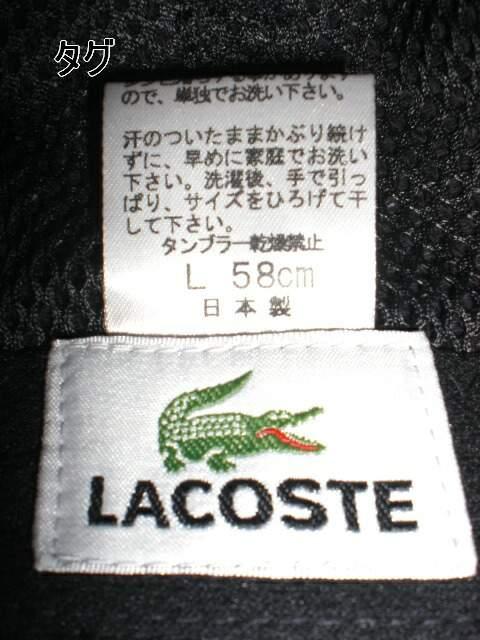 タグ
ので、単独でお洗い下さい。
汗のついたままかぶり続け
ずに、早めに家庭でお洗い
下さい。洗濯後、手で引っ
ぱり、サイズをひろげて干
して下さい。
タンブラー乾燥禁止
L 58cm
日本製
LACOSTE